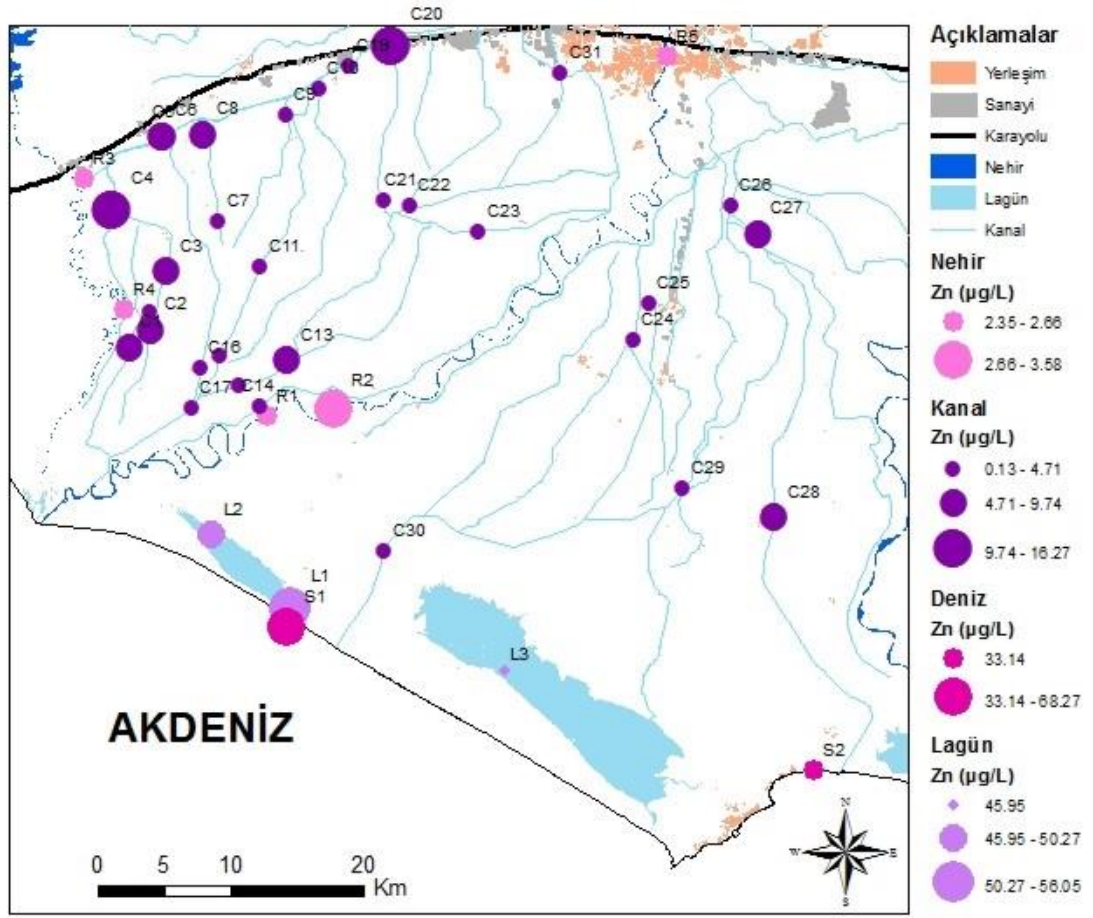 C20
C19
C31
R6
C10
C9
C6
C8
R3
C4
C7
C21
C22
C23
C26
C27
C3
C11
R4
C2
C25
C24
C13
C16
C17
C14
R1
R2
C29
C28
L2
C30
L1
S1
L3
S2
AKDENİZ
0 5 10 20
Km
N
W E
S
Açıklamalar
Yerleşim
Sanayi
Karayolu
Nehir
Lagün
Kanal
Nehir
Zn (µg/L)
2.35 - 2.66
2.66 - 3.58
Kanal
Zn (µg/L)
0.13 - 4.71
4.71 - 9.74
9.74 - 16.27
Deniz
Zn (µg/L)
33.14
33.14 - 68.27
Lagün
Zn (µg/L)
45.95
45.95 - 50.27
50.27 - 56.05